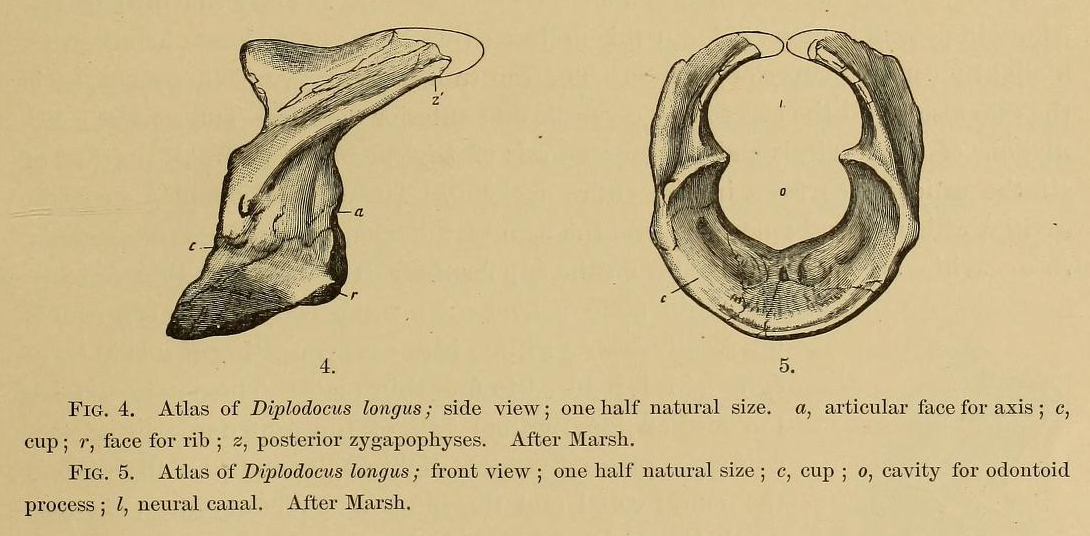 z'
a
c
r
l
o
c
4.
5.
FIG. 4. Atlas of Diplodocus longus; side view; one half natural size. a, articular face for axis; c,
cup; r, face for rib; z, posterior zygapophyses. After Marsh.
FIG. 5. Atlas of Diplodocus longus; front view; one half natural size; c, cup; o, cavity for odontoid
process; l, neural canal. After Marsh.